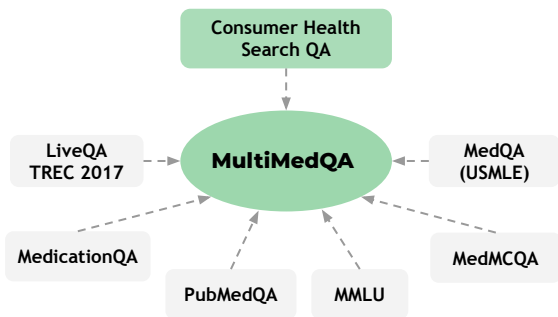 Consumer Health
Search QA
LiveQA
TREC 2017
MultiMedQA
MedQA
(USMLE)
MedicationQA
MedMCQA
PubMedQA
MMLU